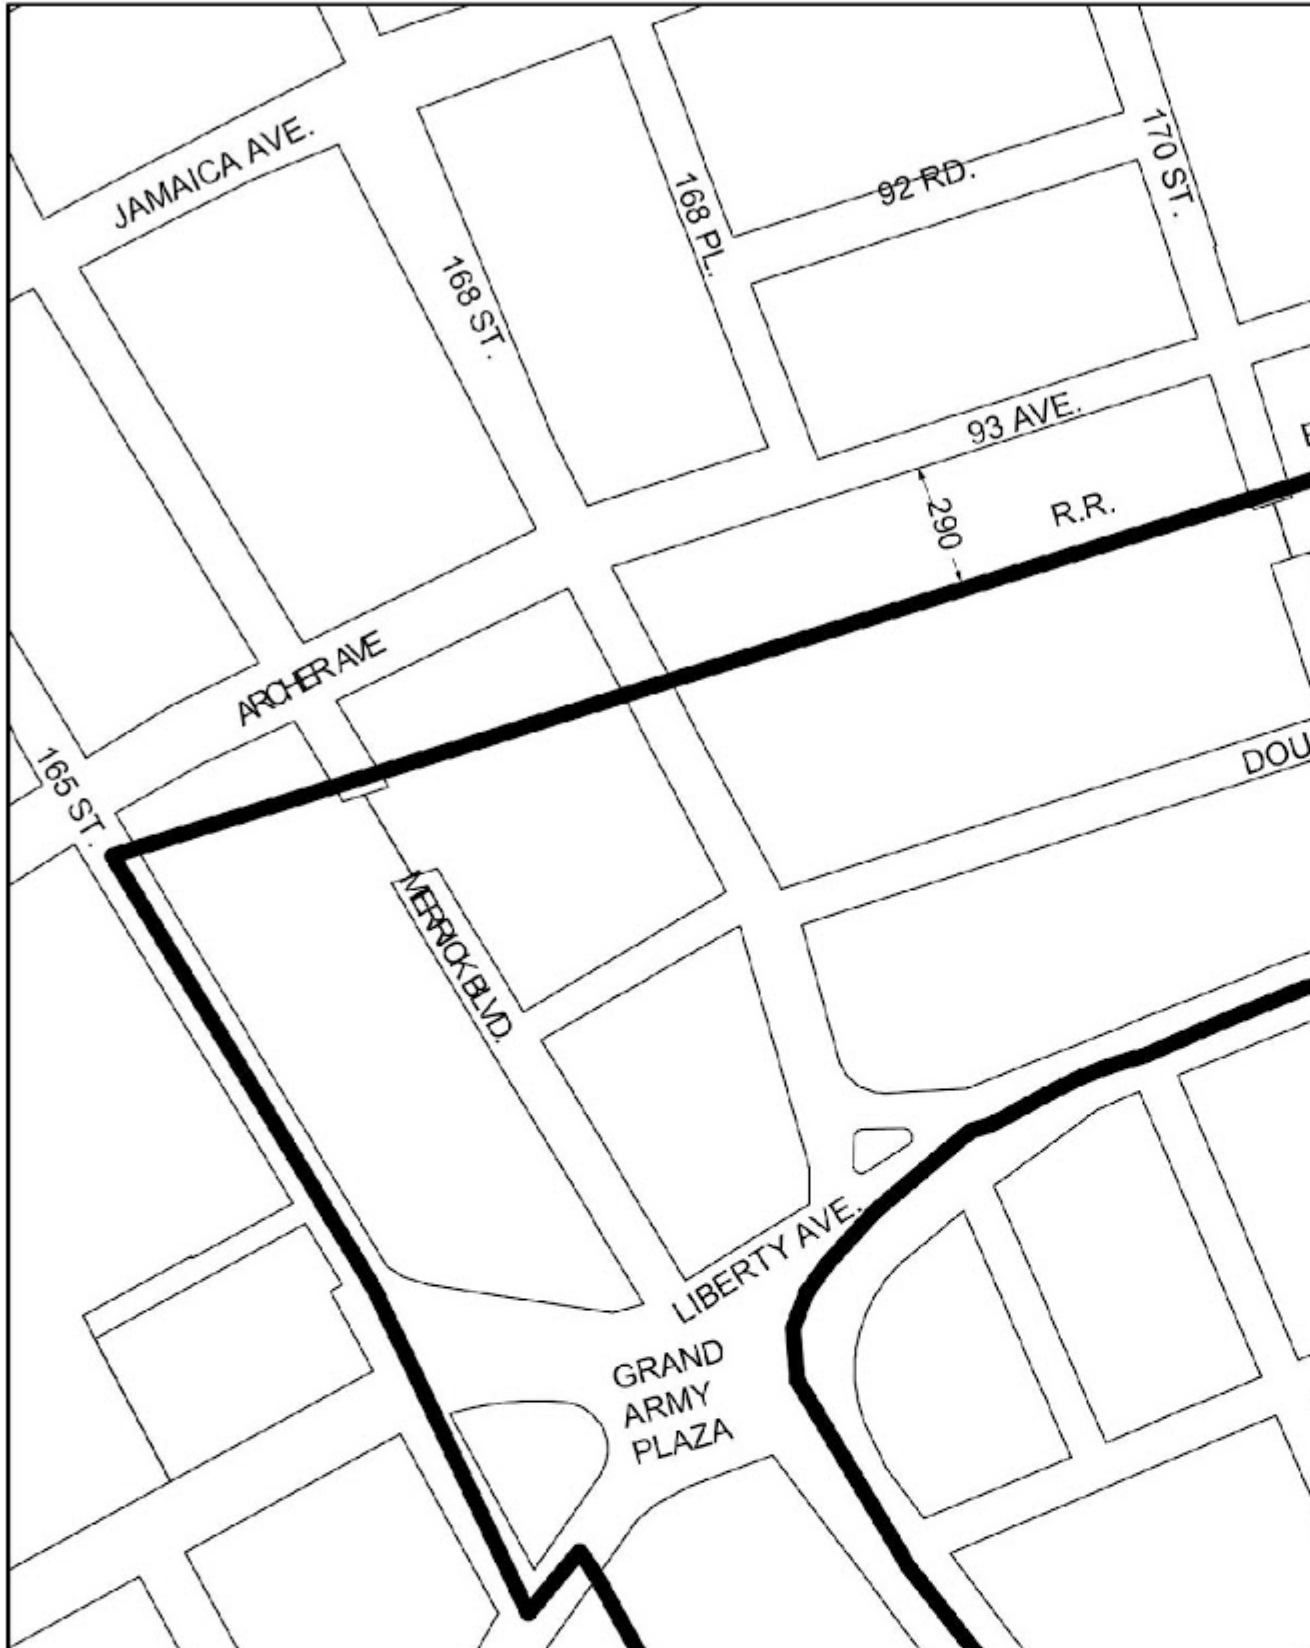 JAMAICA AVE.
168 ST.
168 PL.
92 RD.
170 ST.
93 AVE.
290
R.R.
ARCHER AVE
165 ST.
DOU
MERRICK BLVD.
LIBERTY AVE.
GRAND
ARMY
PLAZA